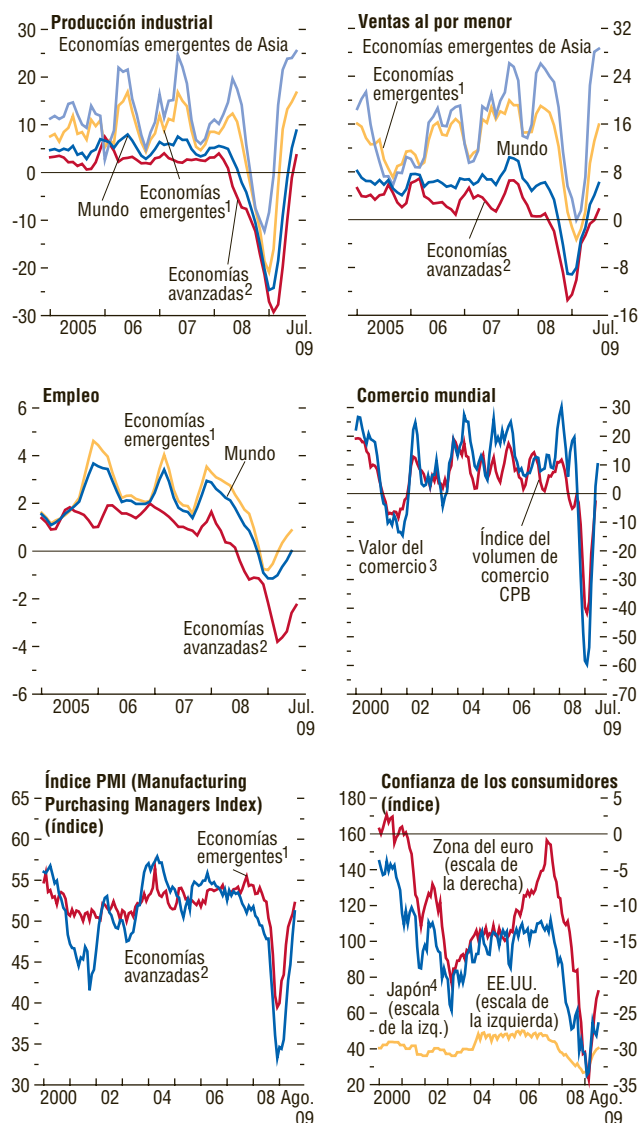 Producción industrial
Economías emergentes de Asia
30
20
10
0
-10
-20
-30
Mundo
Economías
emergentes1
Economías
avanzadas2
2005 06 07 08 Jul.
09
Ventas al por menor
Economías emergentes de Asia
Economías
emergentes1
Mundo
Economías
avanzadas2
32
24
16
8
0
-8
-16
2005 06 07 08 Jul.
09
Empleo
6
4
2
0
-2
-4
-6
Economías
emergentes1
Mundo
Economías
avanzadas2
2005 06 07 08 Jul.
09
Comercio mundial
Valor del
comercio3
Índice del
volumen de
comercio
CPB
40
30
20
10
0
-10
-20
-30
-40
-50
-60
-70
2000 02 04 06 08 Jul.
09
Índice PMI (Manufacturing
Purchasing Managers Index)
(índice)
65
60
55
50
45
40
35
30
Economías
emergentes1
Economías
avanzadas2
2000 02 04 06 08 Ago.
09
Confianza de los consumidores
(índice)
180
160
140
120
100
80
60
40
20
Zona del euro
(escala de
la derecha)
Japón4
(escala
de la izq.)
EE.UU.
(escala de
la izquierda)
5
0
-5
-10
-15
-20
-25
-30
-35
2000 02 04 06 08 Ago.
09